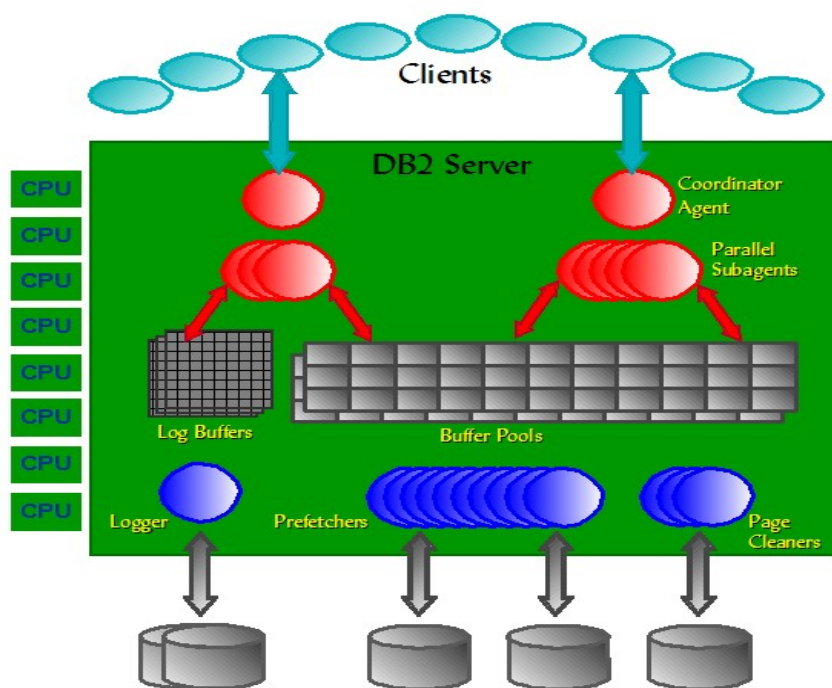 Clients
DB2 Server
CPU
CPU
CPU
CPU
CPU
CPU
CPU
CPU
Coordinator
Agent
Parallel
Subagents
Log Buffers
Buffer Pools
Logger
Prefetchers
Page
Cleaners